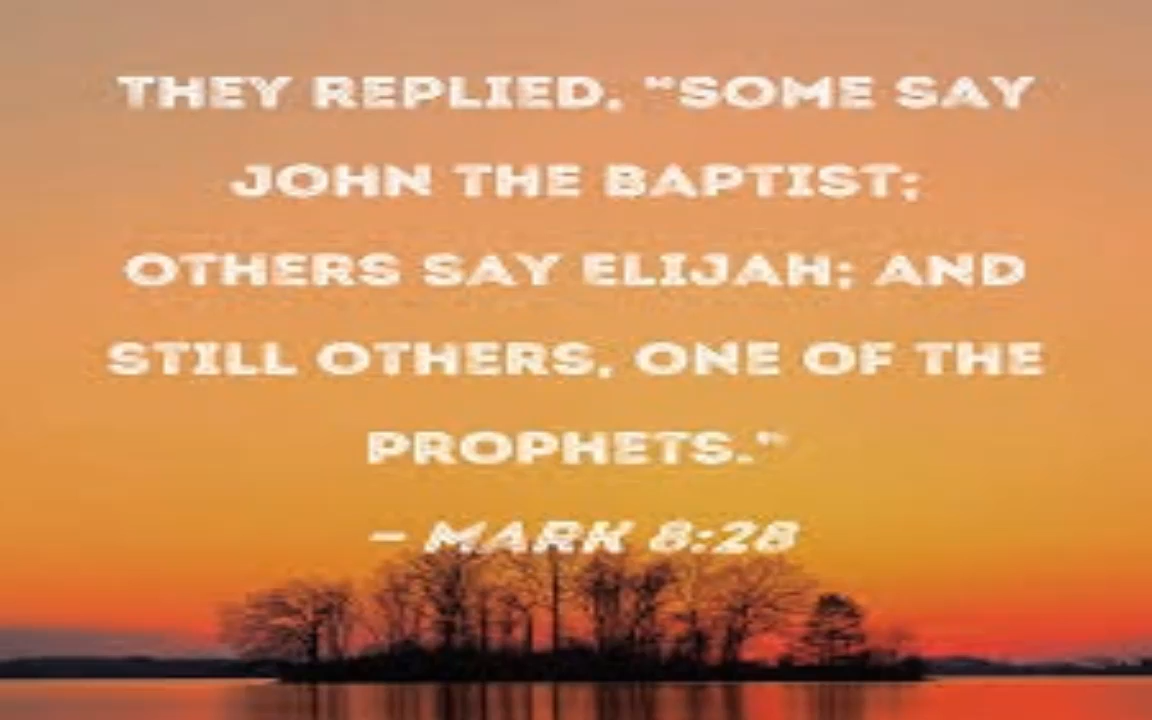 THEY REPLIED, "SOME SAY
JOHN THE BAPTIST;
OTHERS SAY ELIJAH; AND
STILL OTHERS, ONE OF THE
PROPHETS."
– MARK 8:28